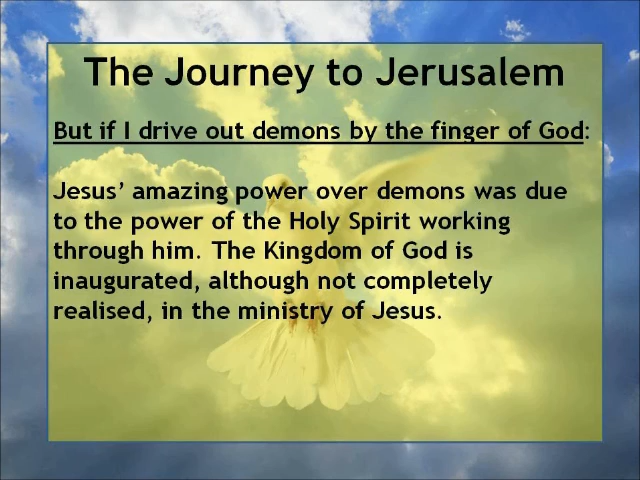 The Journey to Jerusalem
But if I drive out demons by the finger of God:
Jesus’ amazing power over demons was due
to the power of the Holy Spirit working
through him. The Kingdom of God is
inaugurated, although not completely
realised, in the ministry of Jesus.